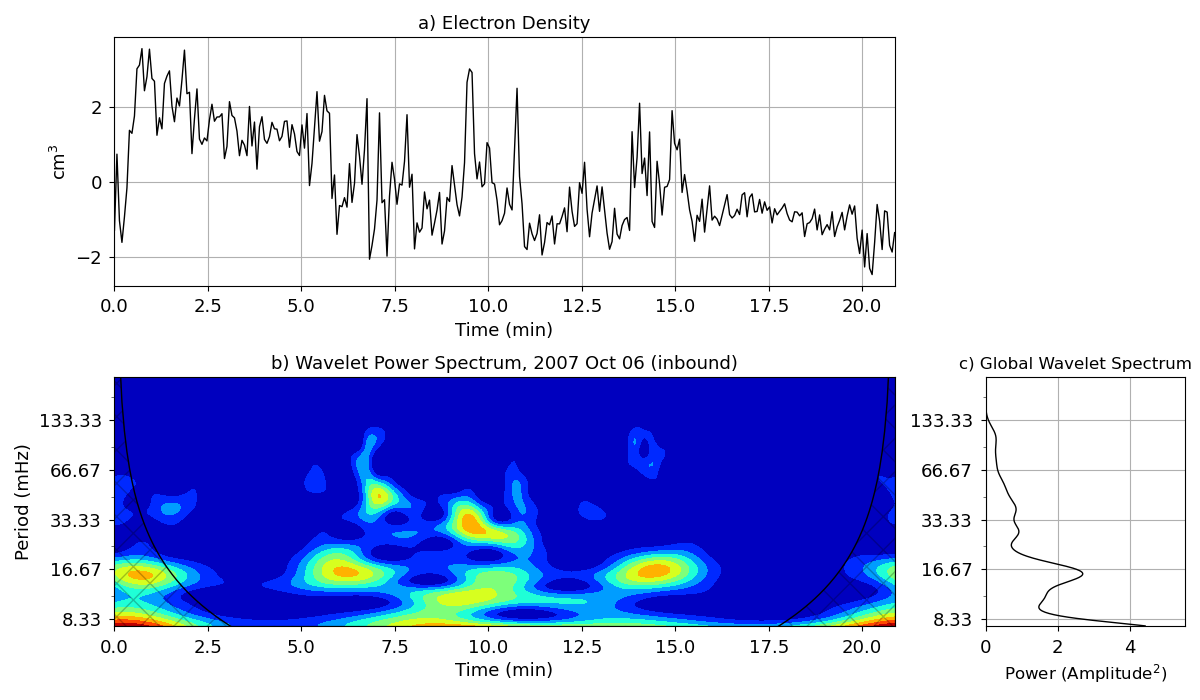 a) Electron Density
cm³
2
0
−2
0.0 2.5 5.0 7.5 10.0 12.5 15.0 17.5 20.0
Time (min)
b) Wavelet Power Spectrum, 2007 Oct 06 (inbound)
Period (mHz)
133.33
66.67
33.33
16.67
8.33
0.0 2.5 5.0 7.5 10.0 12.5 15.0 17.5 20.0
Time (min)
c) Global Wavelet Spectrum
133.33
66.67
33.33
16.67
8.33
0 2 4
Power (Amplitude²)